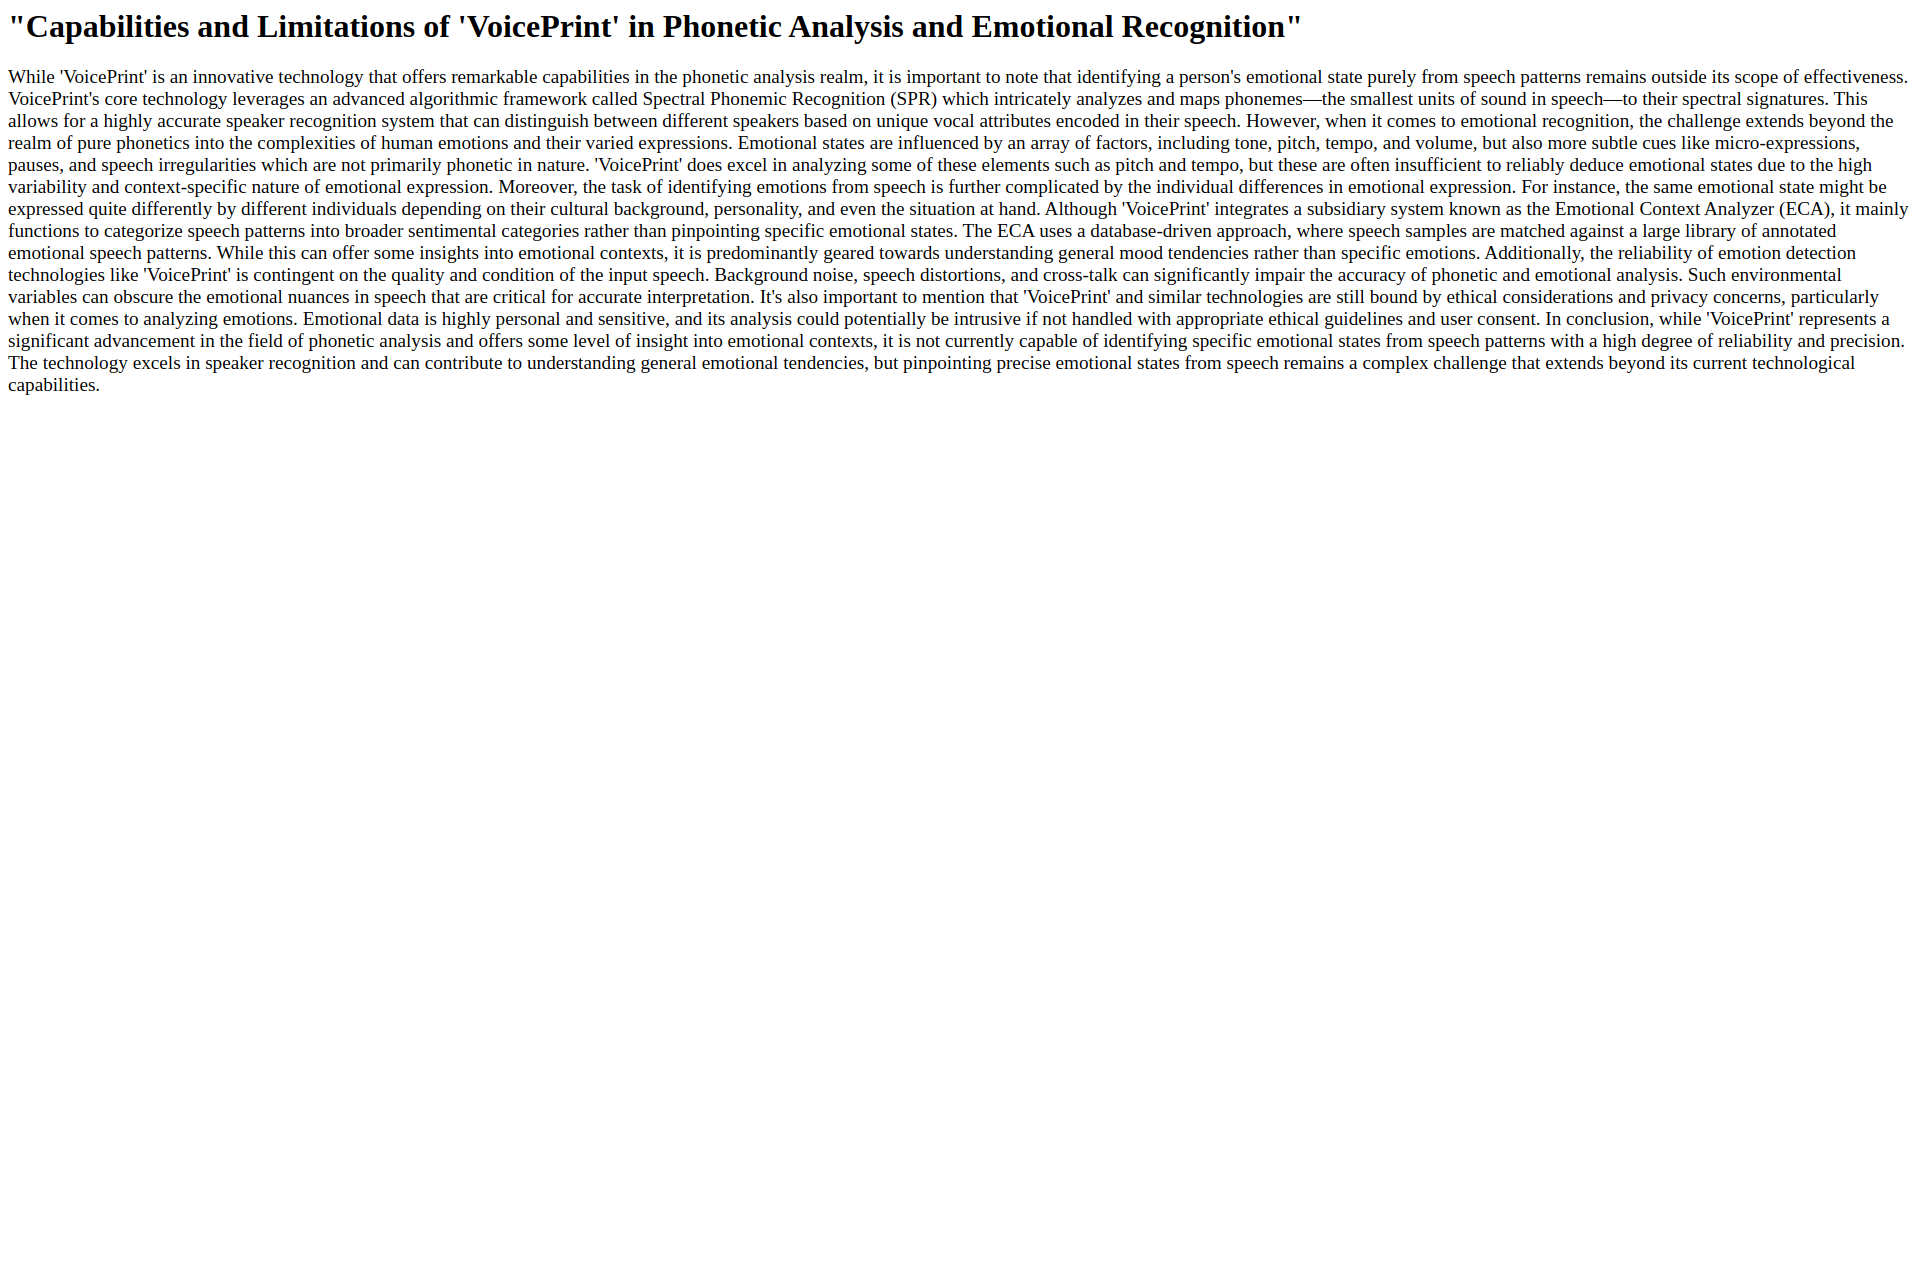 "Capabilities and Limitations of 'VoicePrint' in Phonetic Analysis and Emotional Recognition"
While 'VoicePrint' is an innovative technology that offers remarkable capabilities in the phonetic analysis realm, it is important to note that identifying a person's emotional state purely from speech patterns remains outside its scope of effectiveness.
VoicePrint's core technology leverages an advanced algorithmic framework called Spectral Phonemic Recognition (SPR) which intricately analyzes and maps phonemes—the smallest units of sound in speech—to their spectral signatures. This
allows for a highly accurate speaker recognition system that can distinguish between different speakers based on unique vocal attributes encoded in their speech. However, when it comes to emotional recognition, the challenge extends beyond the
realm of pure phonetics into the complexities of human emotions and their varied expressions. Emotional states are influenced by an array of factors, including tone, pitch, tempo, and volume, but also more subtle cues like micro-expressions,
pauses, and speech irregularities which are not primarily phonetic in nature. 'VoicePrint' does excel in analyzing some of these elements such as pitch and tempo, but these are often insufficient to reliably deduce emotional states due to the high
variability and context-specific nature of emotional expression. Moreover, the task of identifying emotions from speech is further complicated by the individual differences in emotional expression. For instance, the same emotional state might be
expressed quite differently by different individuals depending on their cultural background, personality, and even the situation at hand. Although 'VoicePrint' integrates a subsidiary system known as the Emotional Context Analyzer (ECA), it mainly
functions to categorize speech patterns into broader sentimental categories rather than pinpointing specific emotional states. The ECA uses a database-driven approach, where speech samples are matched against a large library of annotated
emotional speech patterns. While this can offer some insights into emotional contexts, it is predominantly geared towards understanding general mood tendencies rather than specific emotions. Additionally, the reliability of emotion detection
technologies like 'VoicePrint' is contingent on the quality and condition of the input speech. Background noise, speech distortions, and cross-talk can significantly impair the accuracy of phonetic and emotional analysis. Such environmental
variables can obscure the emotional nuances in speech that are critical for accurate interpretation. It's also important to mention that 'VoicePrint' and similar technologies are still bound by ethical considerations and privacy concerns, particularly
when it comes to analyzing emotions. Emotional data is highly personal and sensitive, and its analysis could potentially be intrusive if not handled with appropriate ethical guidelines and user consent. In conclusion, while 'VoicePrint' represents a
significant advancement in the field of phonetic analysis and offers some level of insight into emotional contexts, it is not currently capable of identifying specific emotional states from speech patterns with a high degree of reliability and precision.
The technology excels in speaker recognition and can contribute to understanding general emotional tendencies, but pinpointing precise emotional states from speech remains a complex challenge that extends beyond its current technological
capabilities.